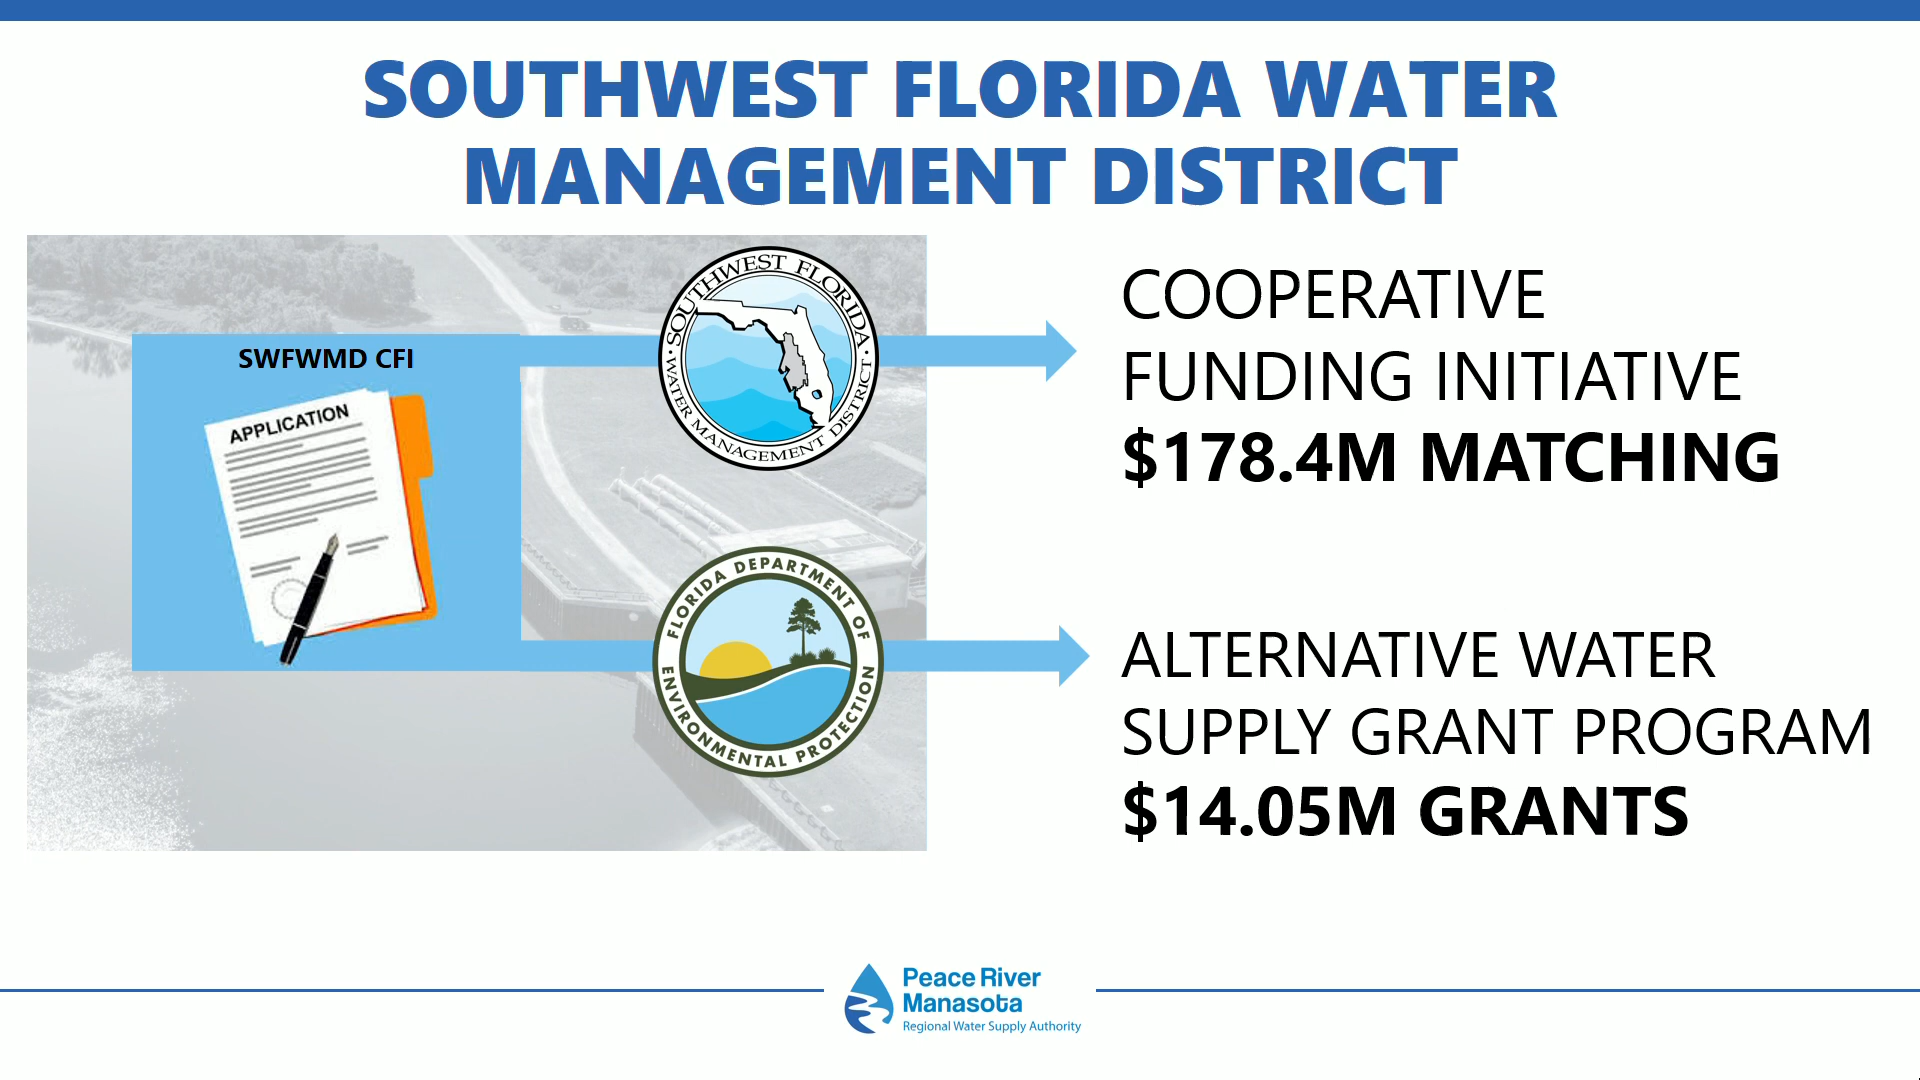 SOUTHWEST FLORIDA WATER
MANAGEMENT DISTRICT
SWFWMD CFI
APPLICATION
SOUTHWEST FLORIDA
WATER MANAGEMENT DISTRICT
COOPERATIVE
FUNDING INITIATIVE
$178.4M MATCHING
FLORIDA DEPARTMENT OF
ENVIRONMENTAL PROTECTION
ALTERNATIVE WATER
SUPPLY GRANT PROGRAM
$14.05M GRANTS
Peace River
Manasota
Regional Water Supply Authority